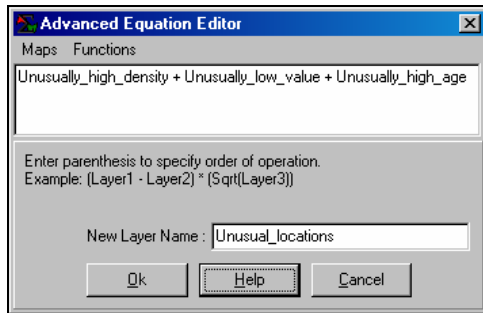 Advanced Equation Editor
Maps Functions
Unusually_high_density + Unusually_low_value + Unusually_high_age
Enter parenthesis to specify order of operation.
Example: (Layer1 - Layer2) * (Sqrt(Layer3))
New Layer Name : Unusual_locations
Ok Help Cancel